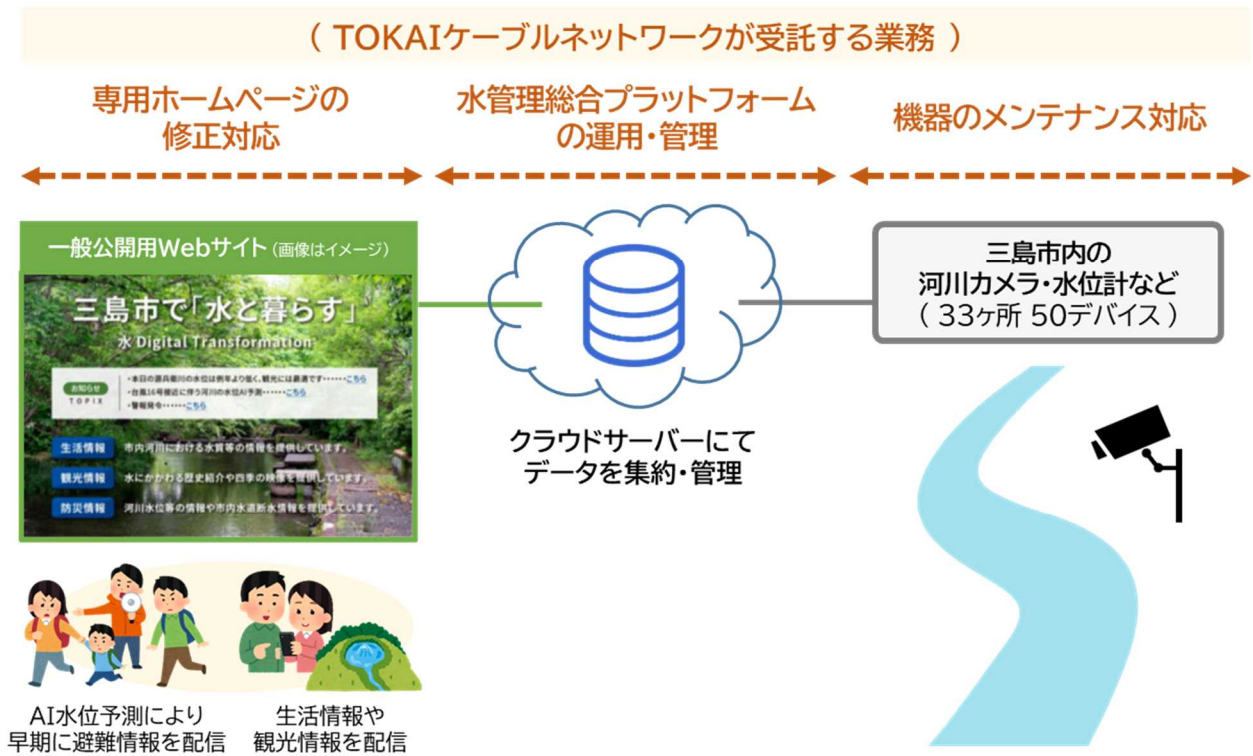 （ TOKAIケーブルネットワークが受託する業務 ）
専用ホームページの
修正対応
水管理総合プラットフォーム
の運用・管理
機器のメンテナンス対応
一般公開用Webサイト（画像はイメージ）
三島市で「水と暮らす」
水 Digital Transformation
お知らせ
TOPIX
・本日の源兵衛川の水位は例年より低く、観光には最適です‥‥‥こちら
・台風16号接近に伴う河川の水位AI予測‥‥‥こちら
・警報発令‥‥‥こちら
生活情報 市内河川における水質等の情報を提供しています。
観光情報 水にかかわる歴史紹介や四季の映像を提供しています。
防災情報 河川水位等の情報や市内水道断水情報を提供しています。
クラウドサーバーにて
データを集約・管理
三島市内の
河川カメラ・水位計など
（ 33ヶ所 50デバイス ）
AI水位予測により
早期に避難情報を配信
生活情報や
観光情報を配信